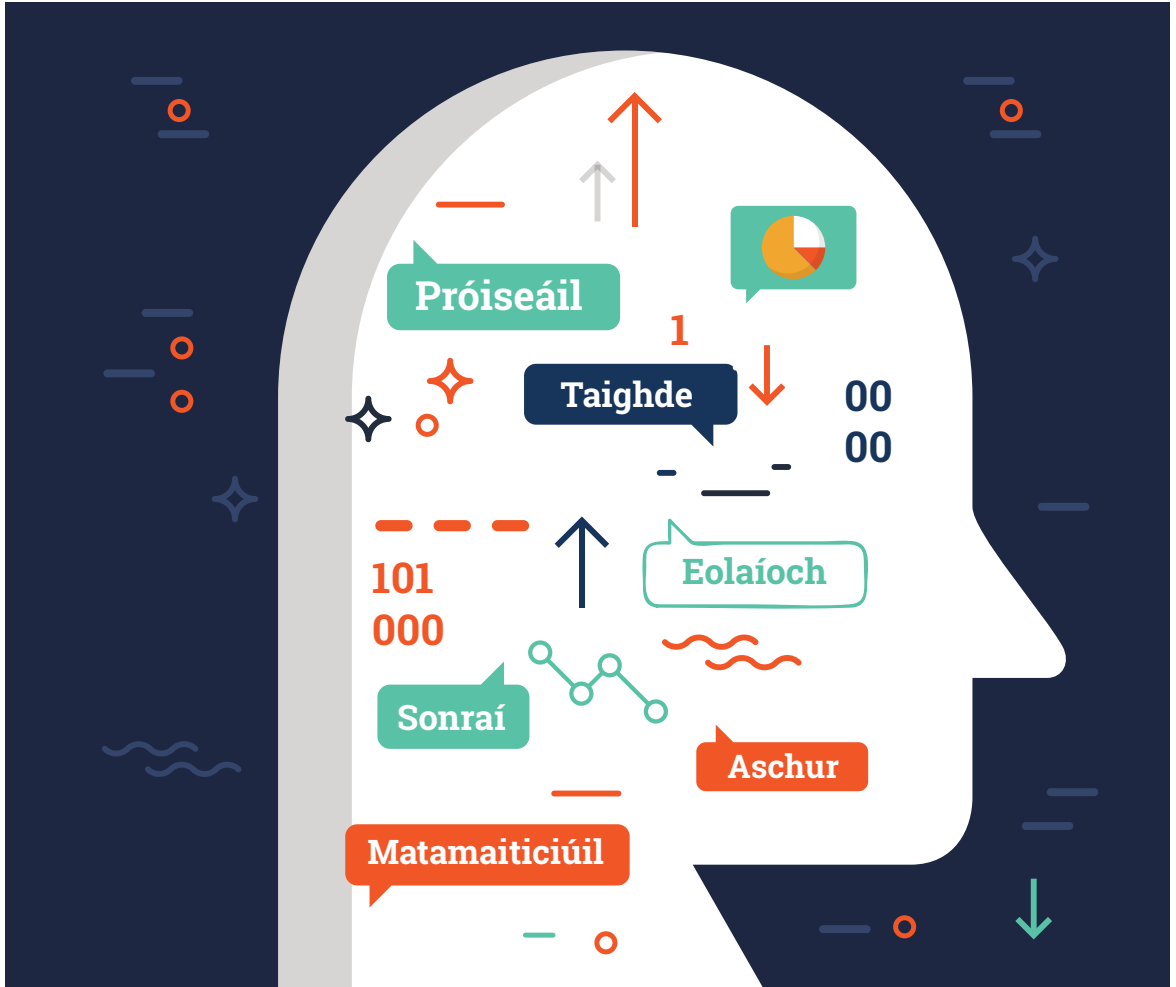 Próiseáil
1
Taighde
00
00
Eolaíoch
101
000
Sonraí
Aschur
Matamaiticiúil